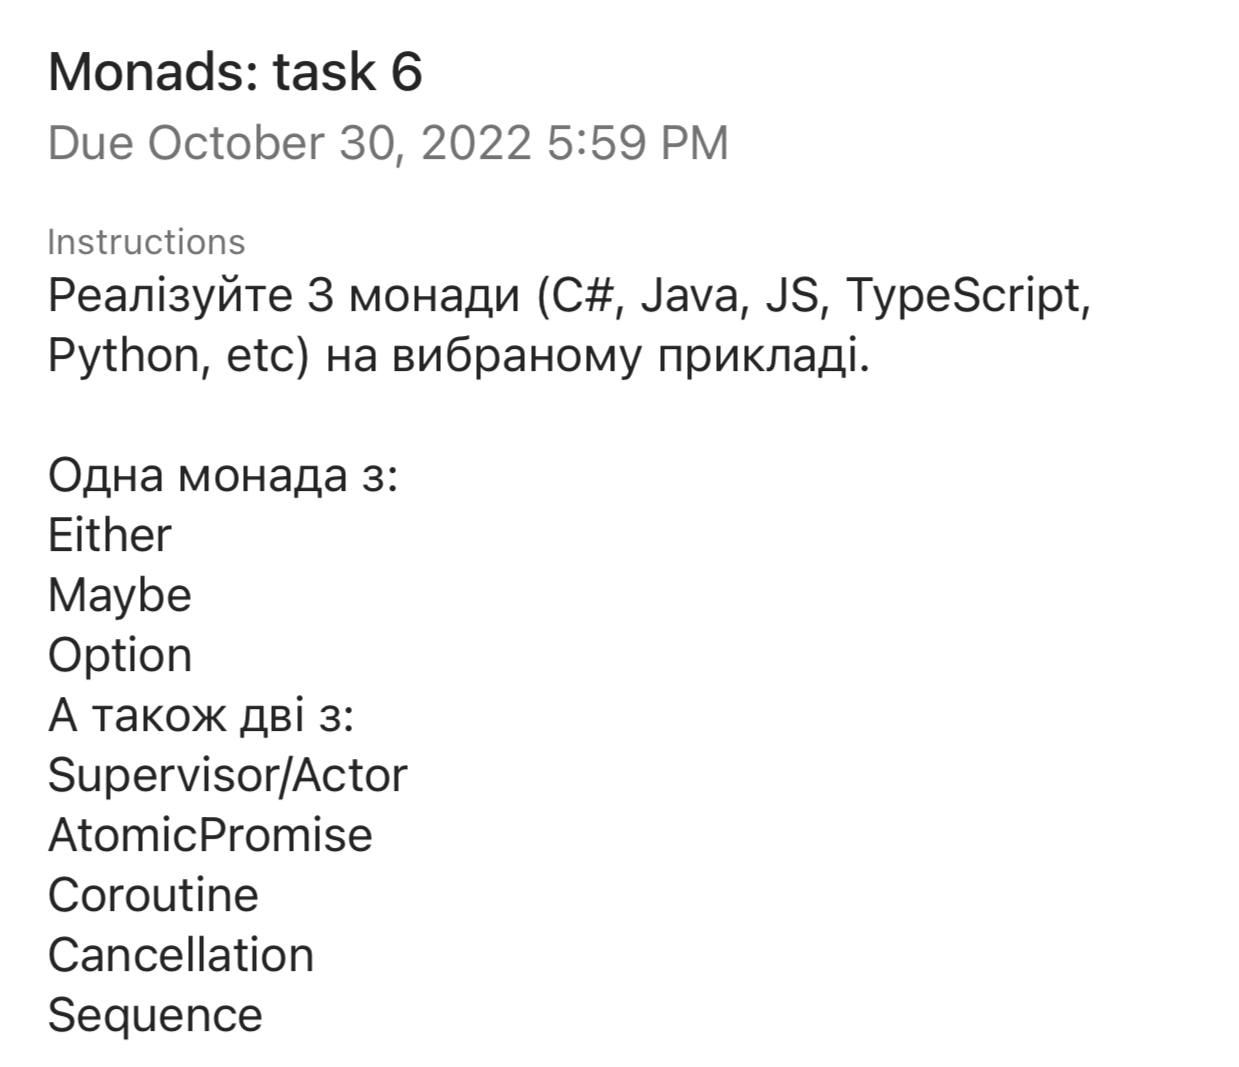 Monads: task 6
Due October 30, 2022 5:59 PM
Instructions
Реалізуйте 3 монади (C#, Java, JS, TypeScript,
Python, etc) на вибраному прикладі.
Одна монада з:
Either
Maybe
Option
А також дві з:
Supervisor/Actor
AtomicPromise
Coroutine
Cancellation
Sequence